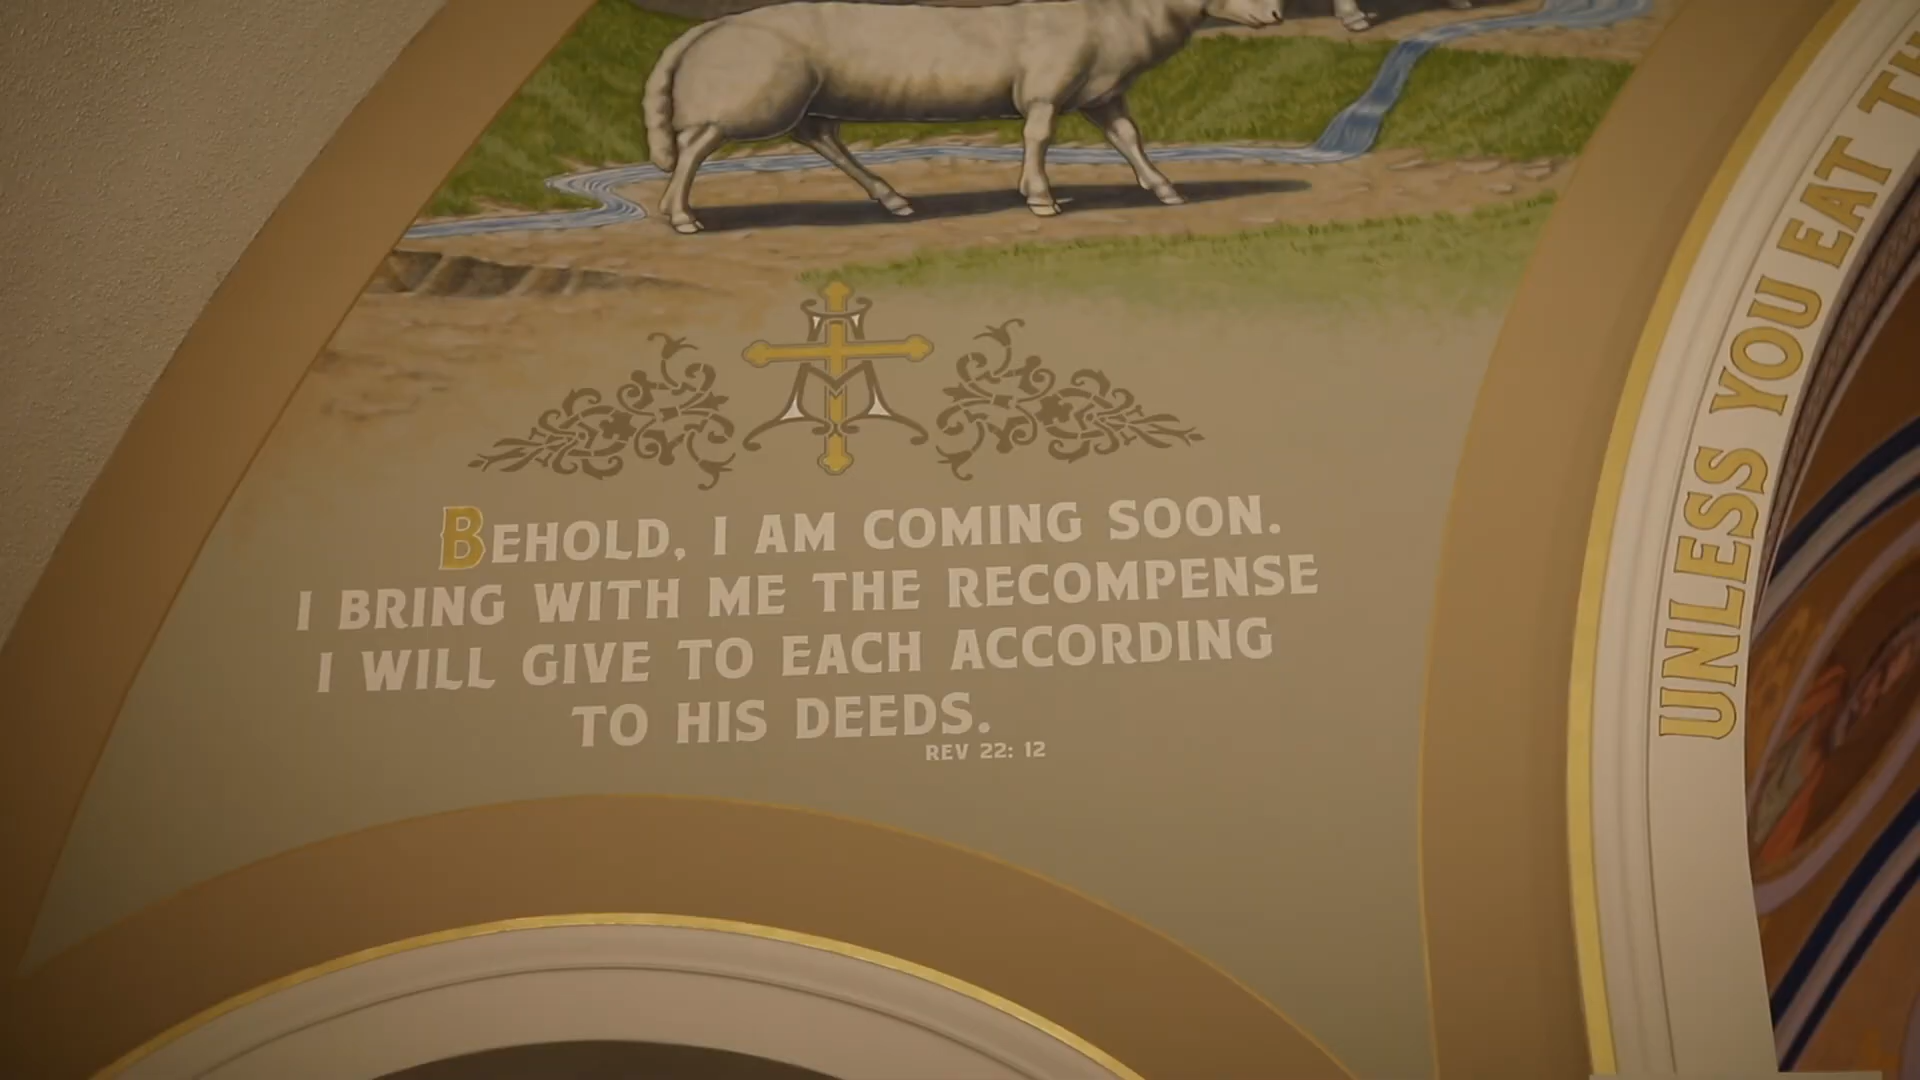 BEHOLD, I AM COMING SOON.
I BRING WITH ME THE RECOMPENSE
I WILL GIVE TO EACH ACCORDING
TO HIS DEEDS.
REV 22: 12
UNLESS YOU EAT